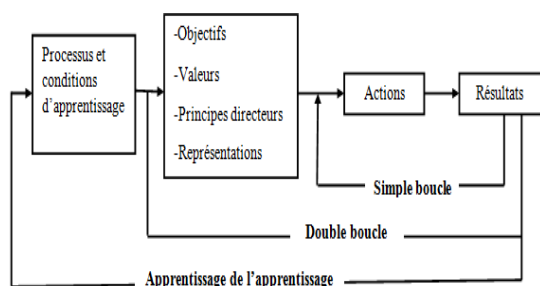 Processus et
conditions
d'apprentissage
-Objectifs
-Valeurs
-Principes directeurs
-Représentations
Actions
Résultats
Simple boucle
Double boucle
Apprentissage de l'apprentissage